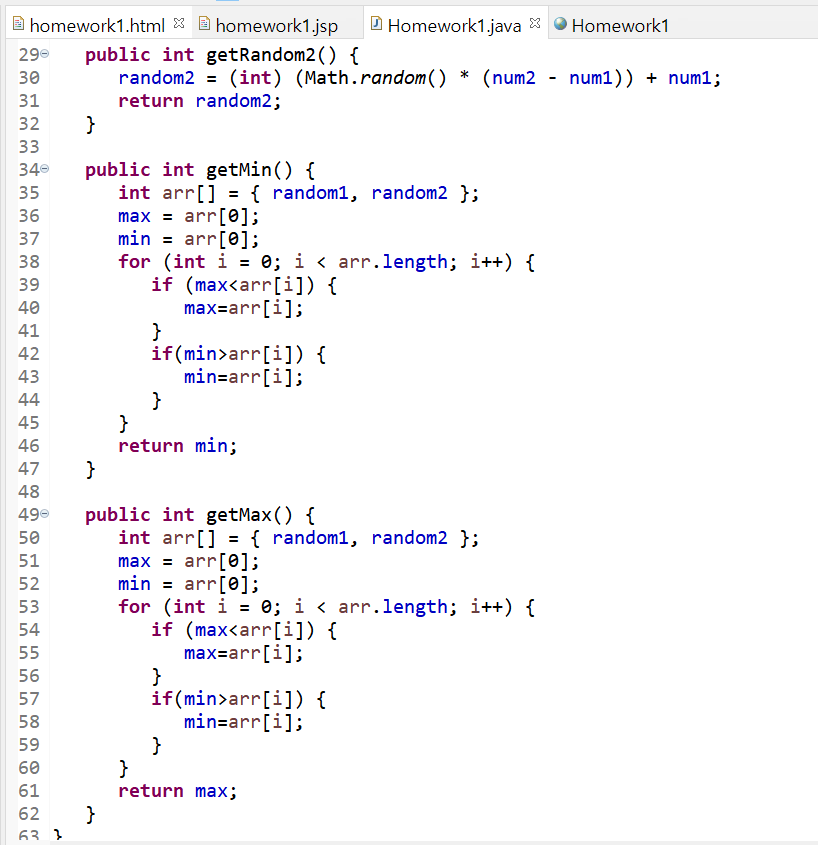 homework1.html homework1.jsp Homework1.java Homework1
29 public int getRandom2() {
30 random2 = (int) (Math.random() * (num2 - num1)) + num1;
31 return random2;
32 }
33
34 public int getMin() {
35 int arr[] = { random1, random2 };
36 max = arr[0];
37 min = arr[0];
38 for (int i = 0; i < arr.length; i++) {
39 if (max<arr[i]) {
40 max=arr[i];
41 }
42 if(min>arr[i]) {
43 min=arr[i];
44 }
45 }
46 return min;
47 }
48
49 public int getMax() {
50 int arr[] = { random1, random2 };
51 max = arr[0];
52 min = arr[0];
53 for (int i = 0; i < arr.length; i++) {
54 if (max<arr[i]) {
55 max=arr[i];
56 }
57 if(min>arr[i]) {
58 min=arr[i];
59 }
60 }
61 return max;
62 }
63 }